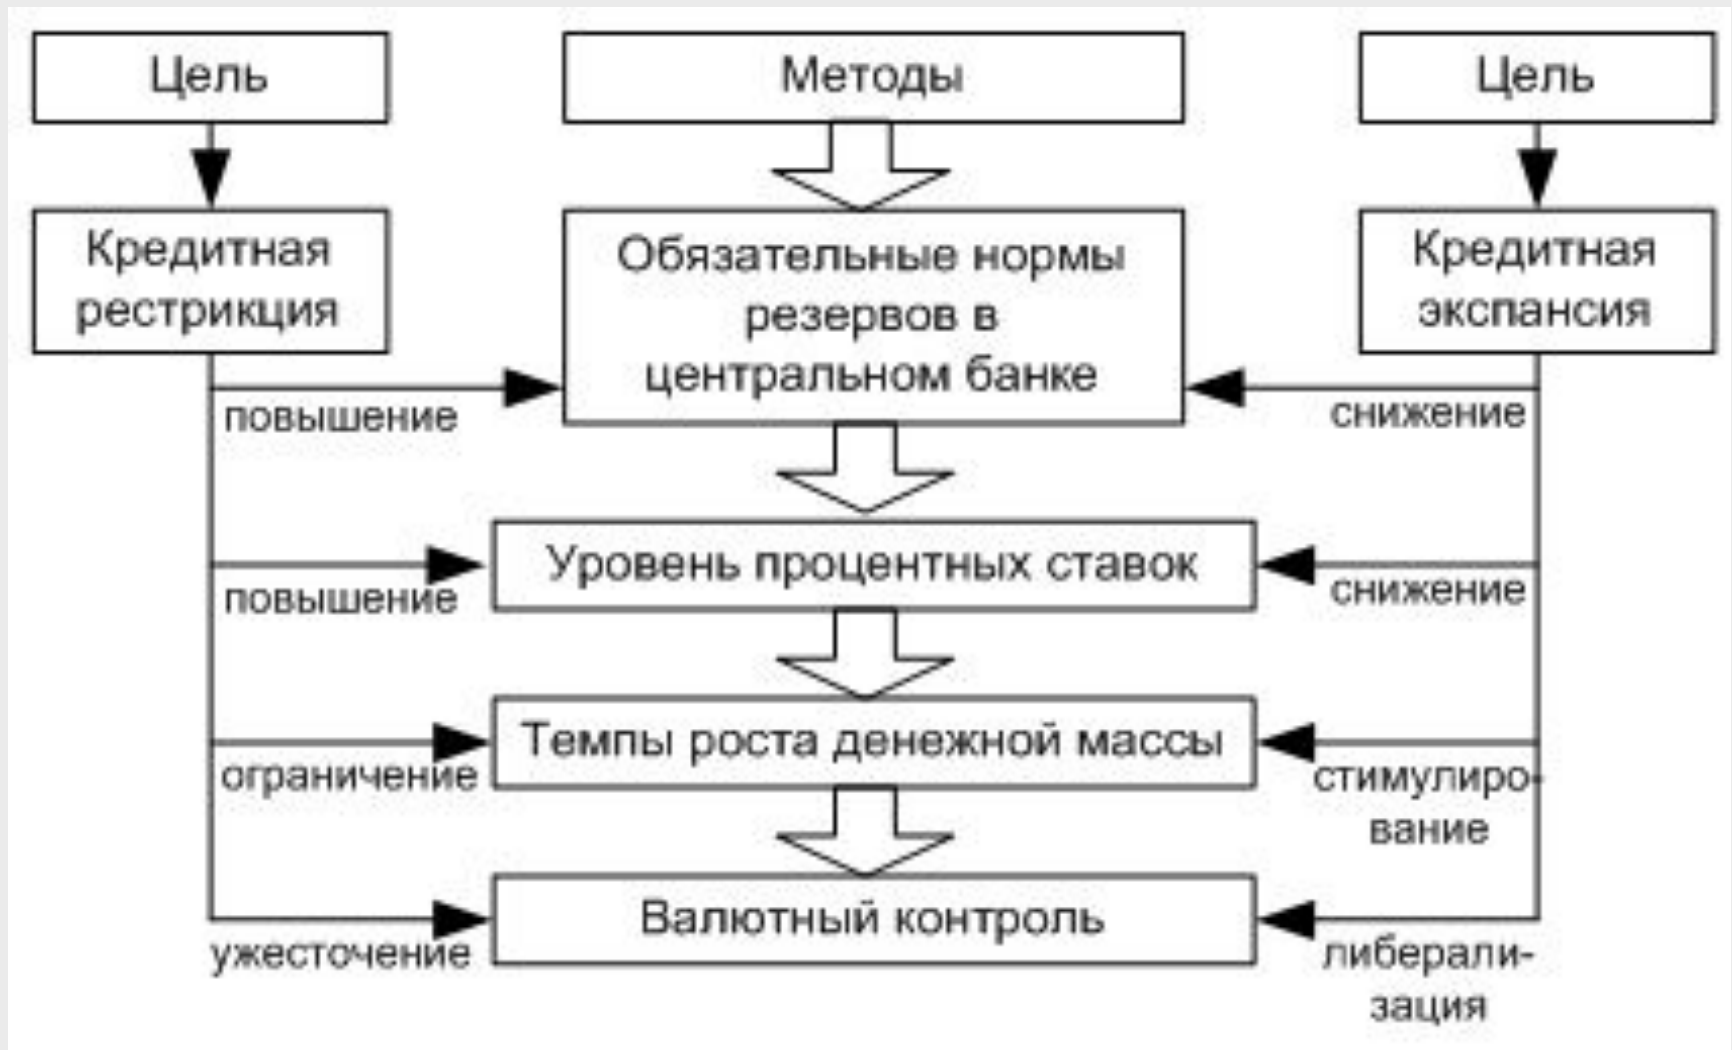 Цель
Методы
Цель
Кредитная
рестрикция
Обязательные нормы
резервов в
центральном банке
Кредитная
экспансия
повышение
снижение
Уровень процентных ставок
повышение
снижение
Темпы роста денежной массы
ограничение
стимулиро-
вание
Валютный контроль
ужесточение
либерали-
зация